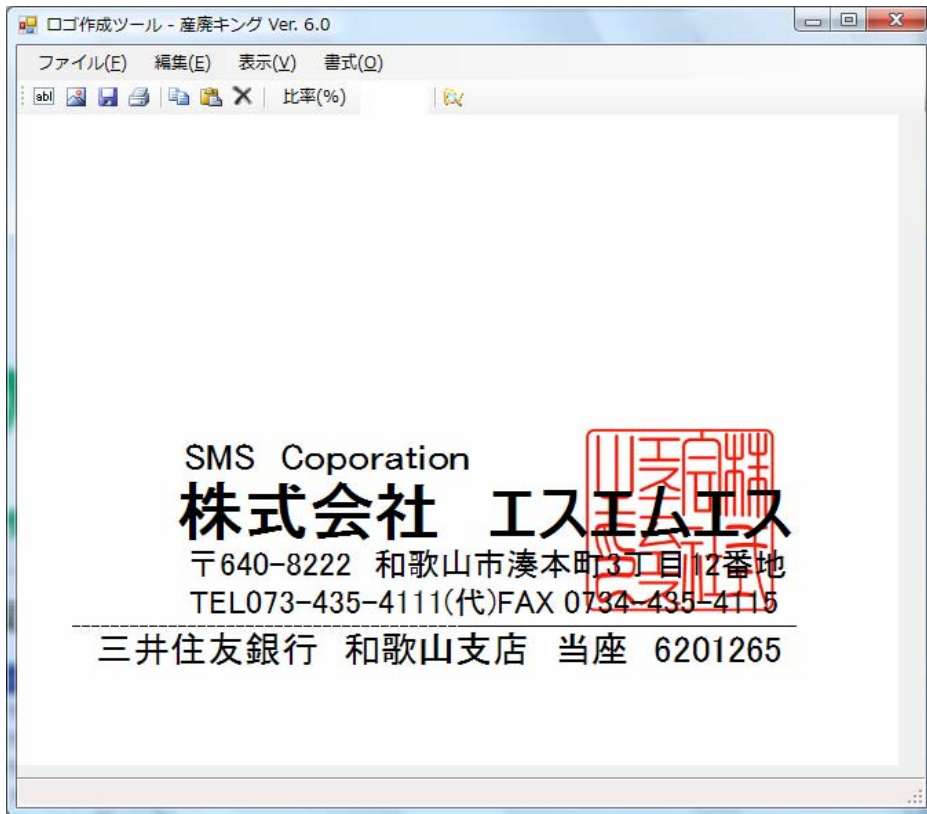 ロゴ作成ツール - 産廃キング Ver. 6.0
ファイル(F) 編集(E) 表示(V) 書式(O)
abl 比率(%)
SMS Coporation
株式会社 エスエムエス
〒640-8222 和歌山市湊本町3丁目12番地
TEL073-435-4111(代)FAX 0734-435-4115
三井住友銀行 和歌山支店 当座 6201265